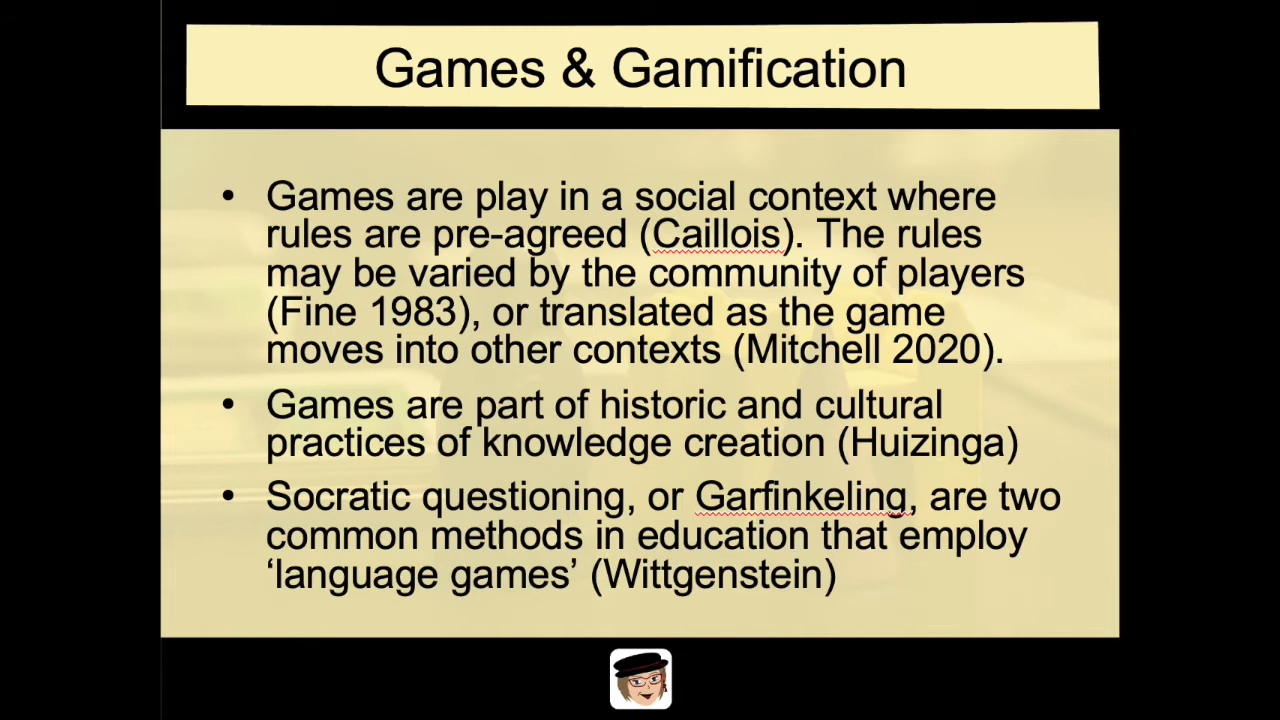 Games & Gamification
• Games are play in a social context where
rules are pre-agreed (Caillois). The rules
may be varied by the community of players
(Fine 1983), or translated as the game
moves into other contexts (Mitchell 2020).
• Games are part of historic and cultural
practices of knowledge creation (Huizinga)
• Socratic questioning, or Garfinkeling, are two
common methods in education that employ
‘language games’ (Wittgenstein)